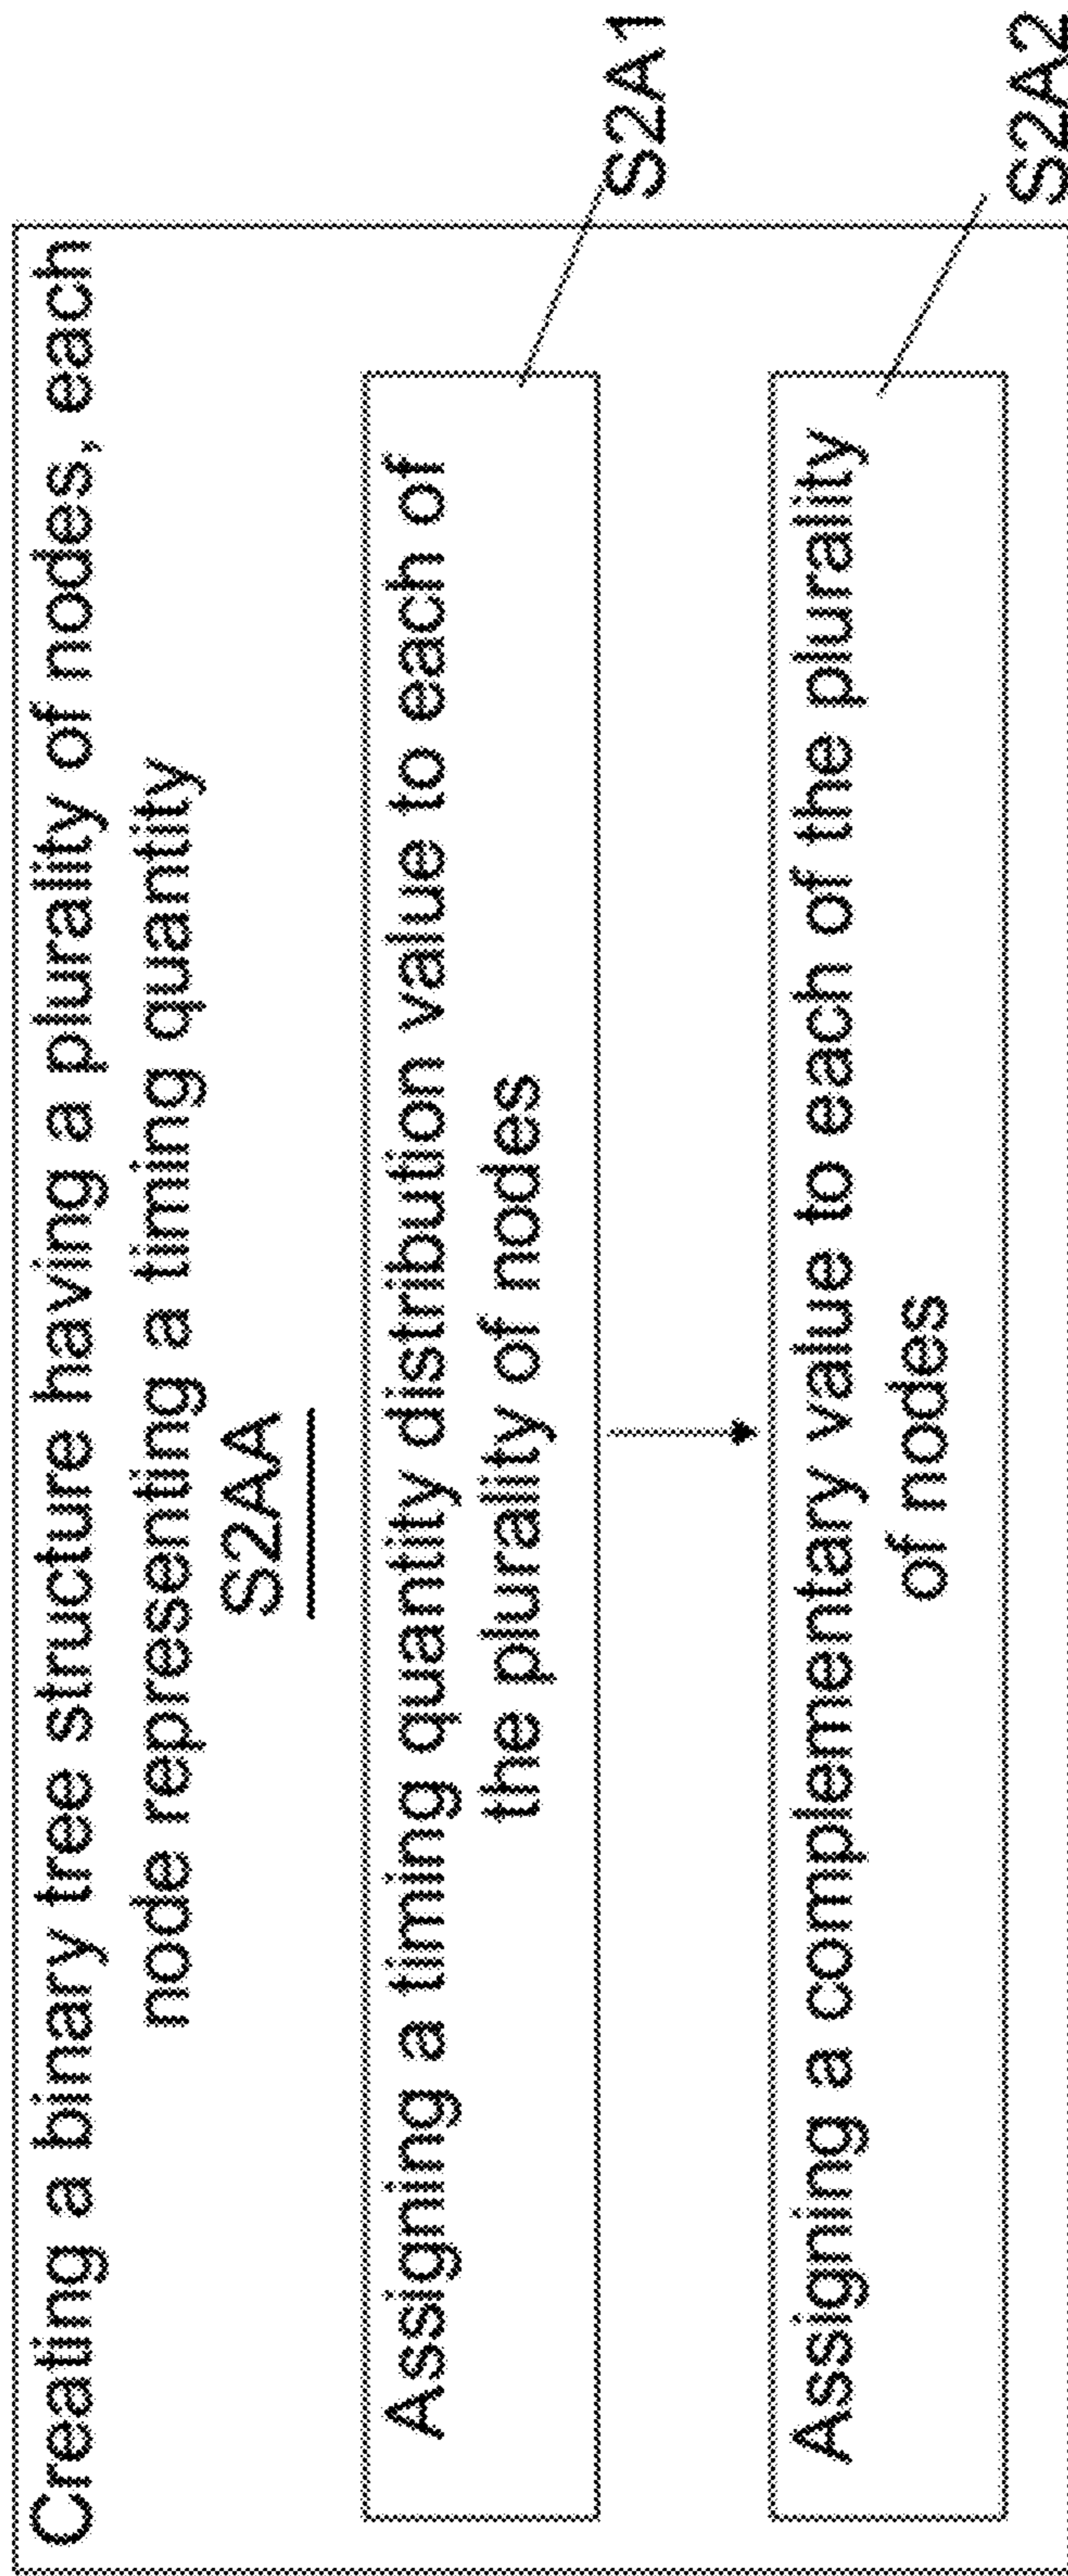 Creating a binary tree structure having a plurality of nodes, each
node representing a timing quantity
S2AA
Assigning a timing quantity distribution value to each of
the plurality of nodes
S2A1
Assigning a complementary value to each of the plurality
of nodes
S2A2